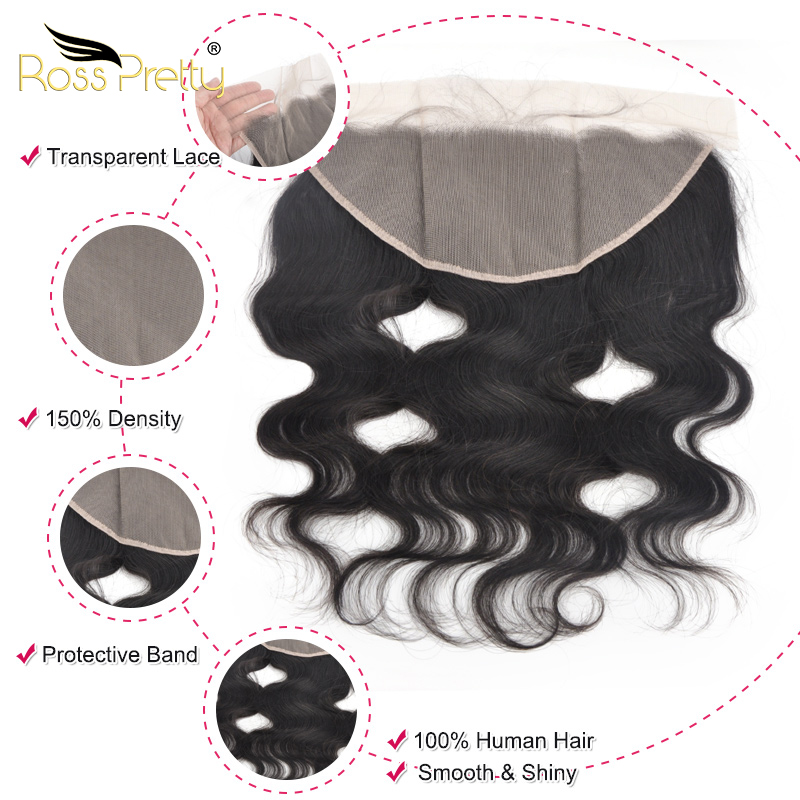 Ross Pretty®
Transparent Lace
150% Density
Protective Band
100% Human Hair
Smooth & Shiny